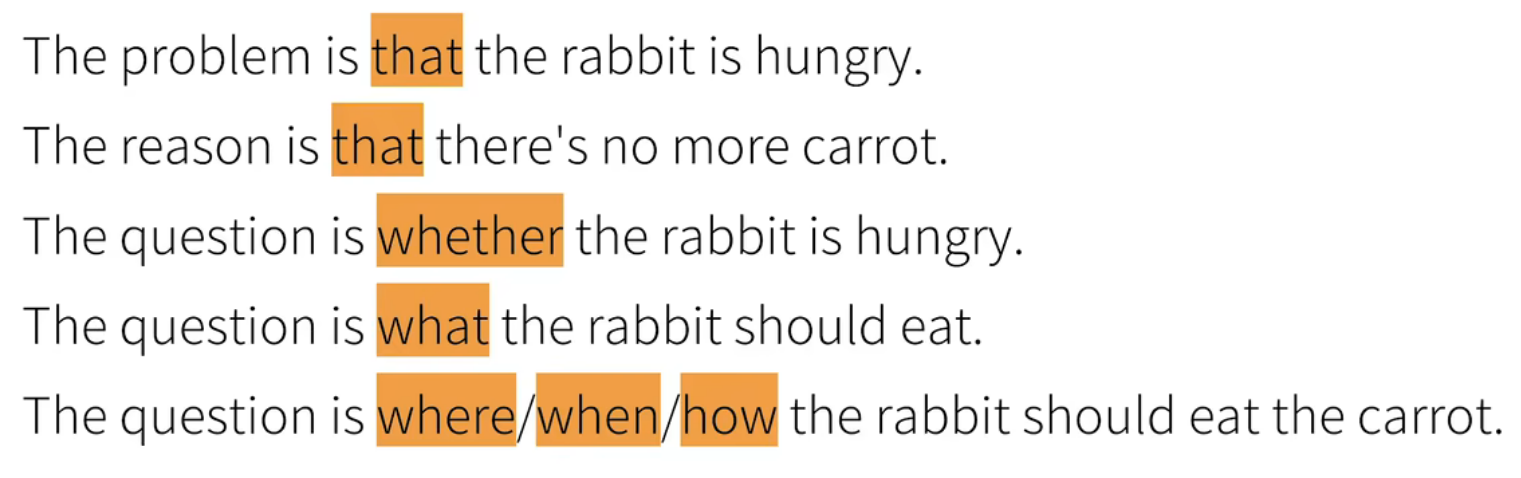 The problem is that the rabbit is hungry.
The reason is that there's no more carrot.
The question is whether the rabbit is hungry.
The question is what the rabbit should eat.
The question is where/when/how the rabbit should eat the carrot.